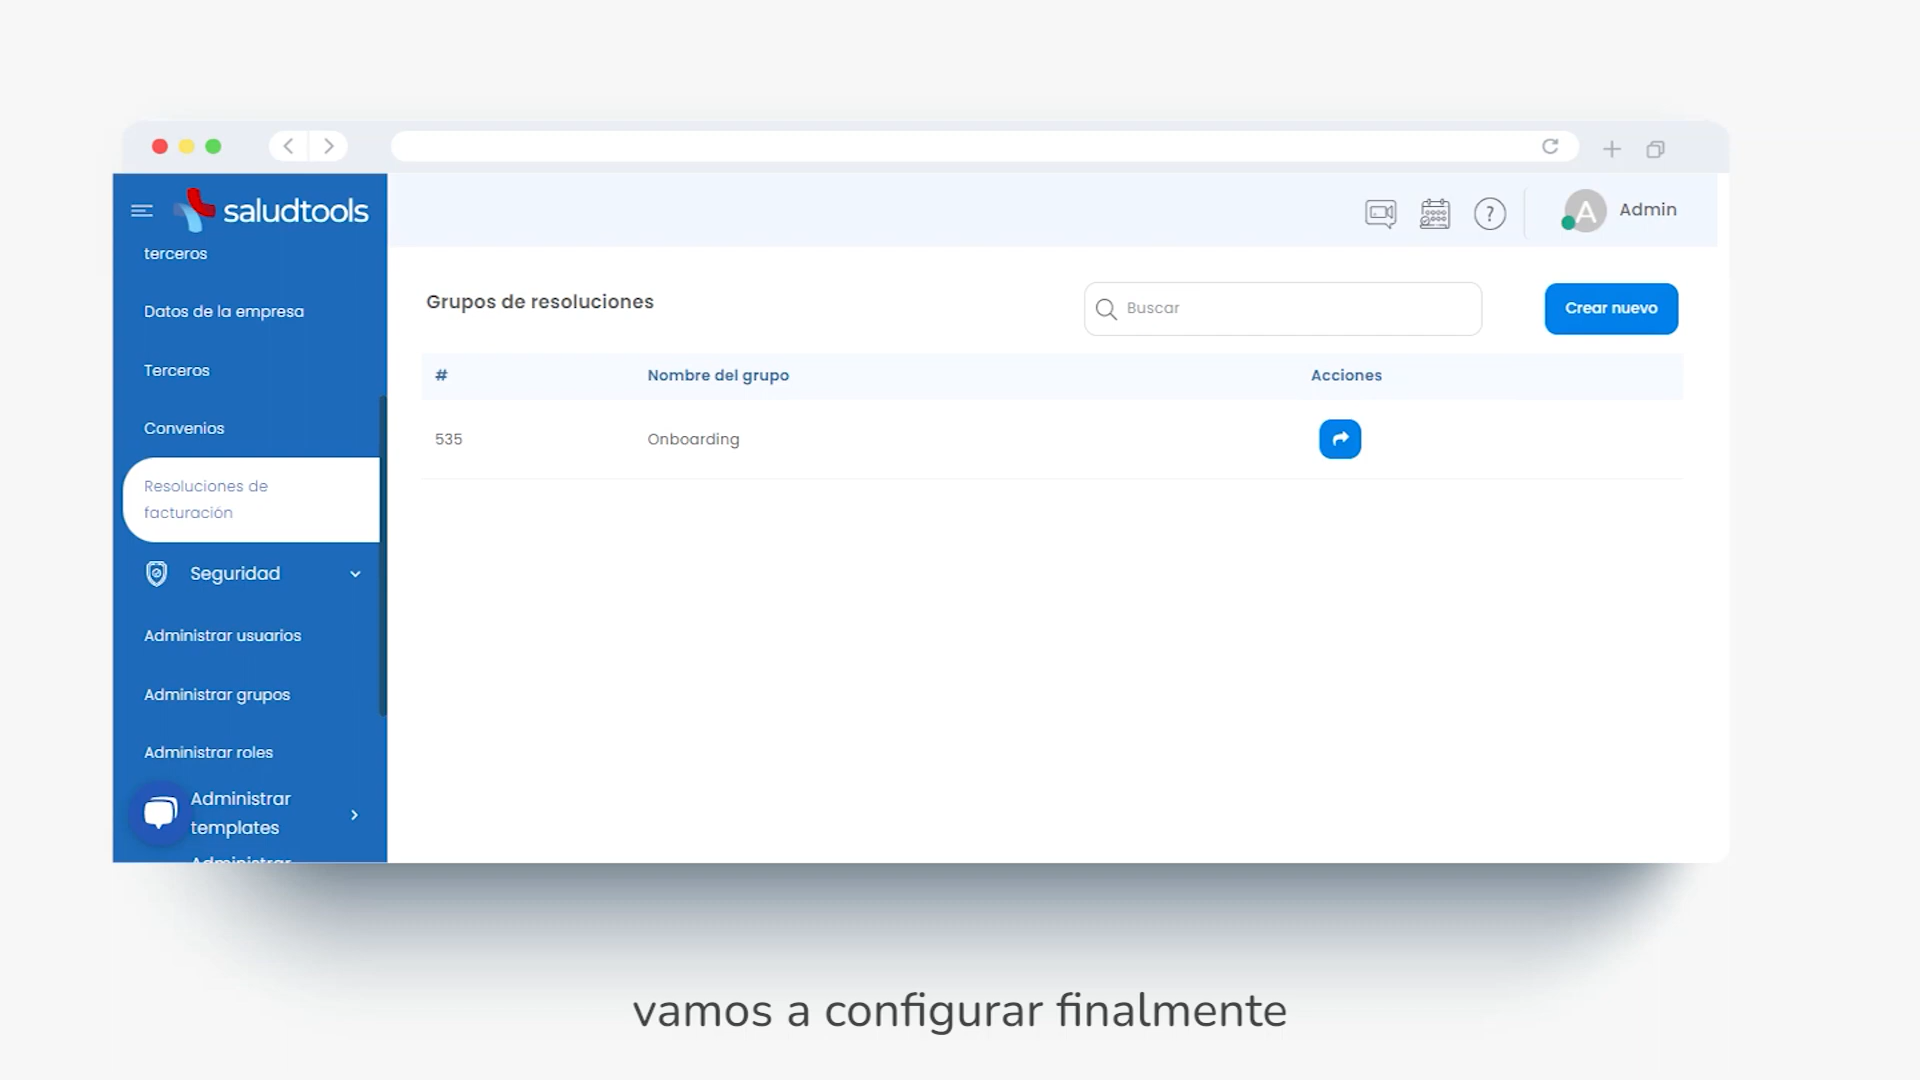 saludtools
Admin
terceros
Datos de la empresa
Terceros
Convenios
Resoluciones de
facturación
Seguridad
Administrar usuarios
Administrar grupos
Administrar roles
Administrar
templates
Administrar
Grupos de resoluciones
Buscar
Crear nuevo
# Nombre del grupo Acciones
535 Onboarding
vamos a configurar finalmente